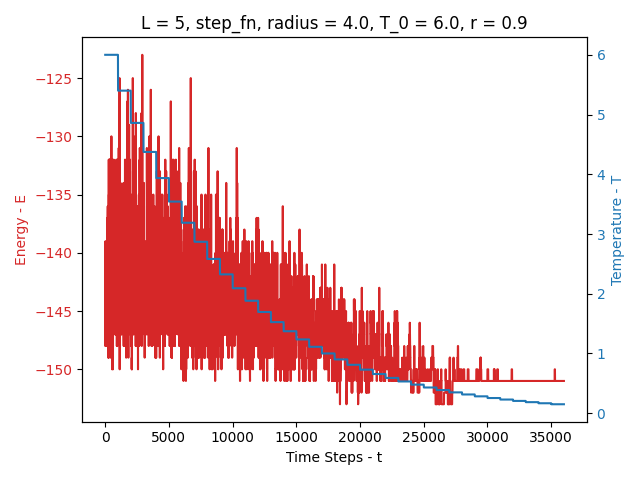 L = 5, step_fn, radius = 4.0, T_0 = 6.0, r = 0.9
−125
−130
−135
−140
−145
−150
Energy - E
6
5
4
3
2
1
0
Temperature - T
0 5000 10000 15000 20000 25000 30000 35000
Time Steps - t